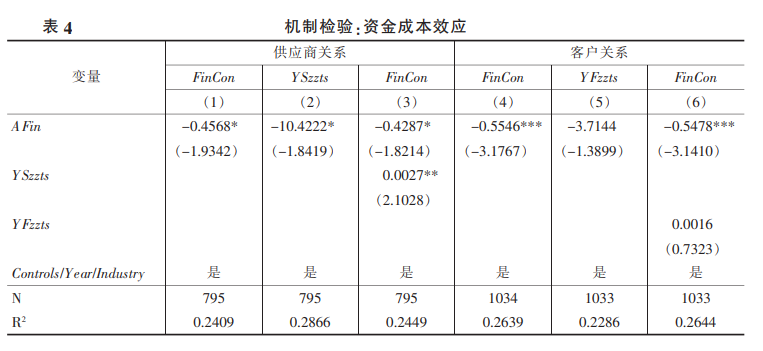 表 4 机制检验:资金成本效应
变量 供应商关系 客户关系
FinCon YSzzts FinCon FinCon YFzzts FinCon
(1) (2) (3) (4) (5) (6)
AFin -0.4568* -10.4222* -0.4287* -0.5546*** -3.7144 -0.5478***
(-1.9342) (-1.8419) (-1.8214) (-3.1767) (-1.3899) (-3.1410)
YSzzts 0.0027**
(2.1028)
YFzzts 0.0016
(0.7323)
Controls/Year/Industry 是 是 是 是 是 是
N 795 795 795 1034 1033 1033
R² 0.2409 0.2866 0.2449 0.2639 0.2286 0.2644